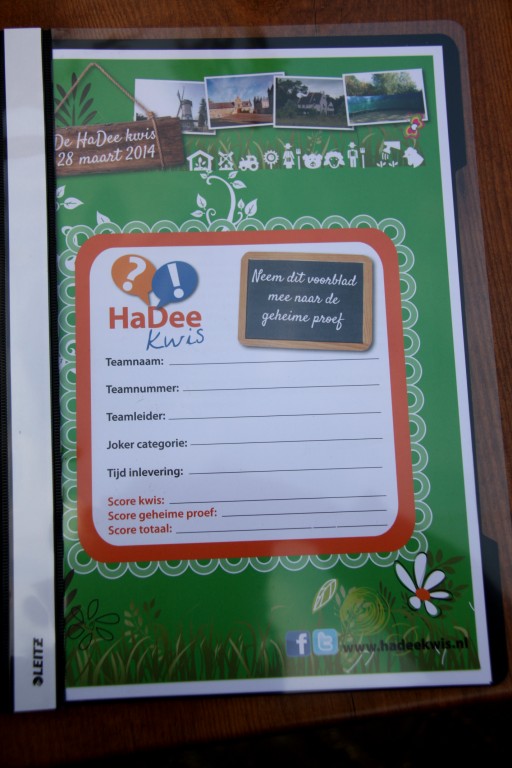 De HaDee kwis
28 maart 2014
? !
HaDee
Kwis
Neem dit voorblad
mee naar de
geheime proef
Teamnaam:
Teamnummer:
Teamleider:
Joker categorie:
Tijd inlevering:
Score kwis:
Score geheime proef:
Score totaal:
f t www.hadeekwis.nl
LEITZ